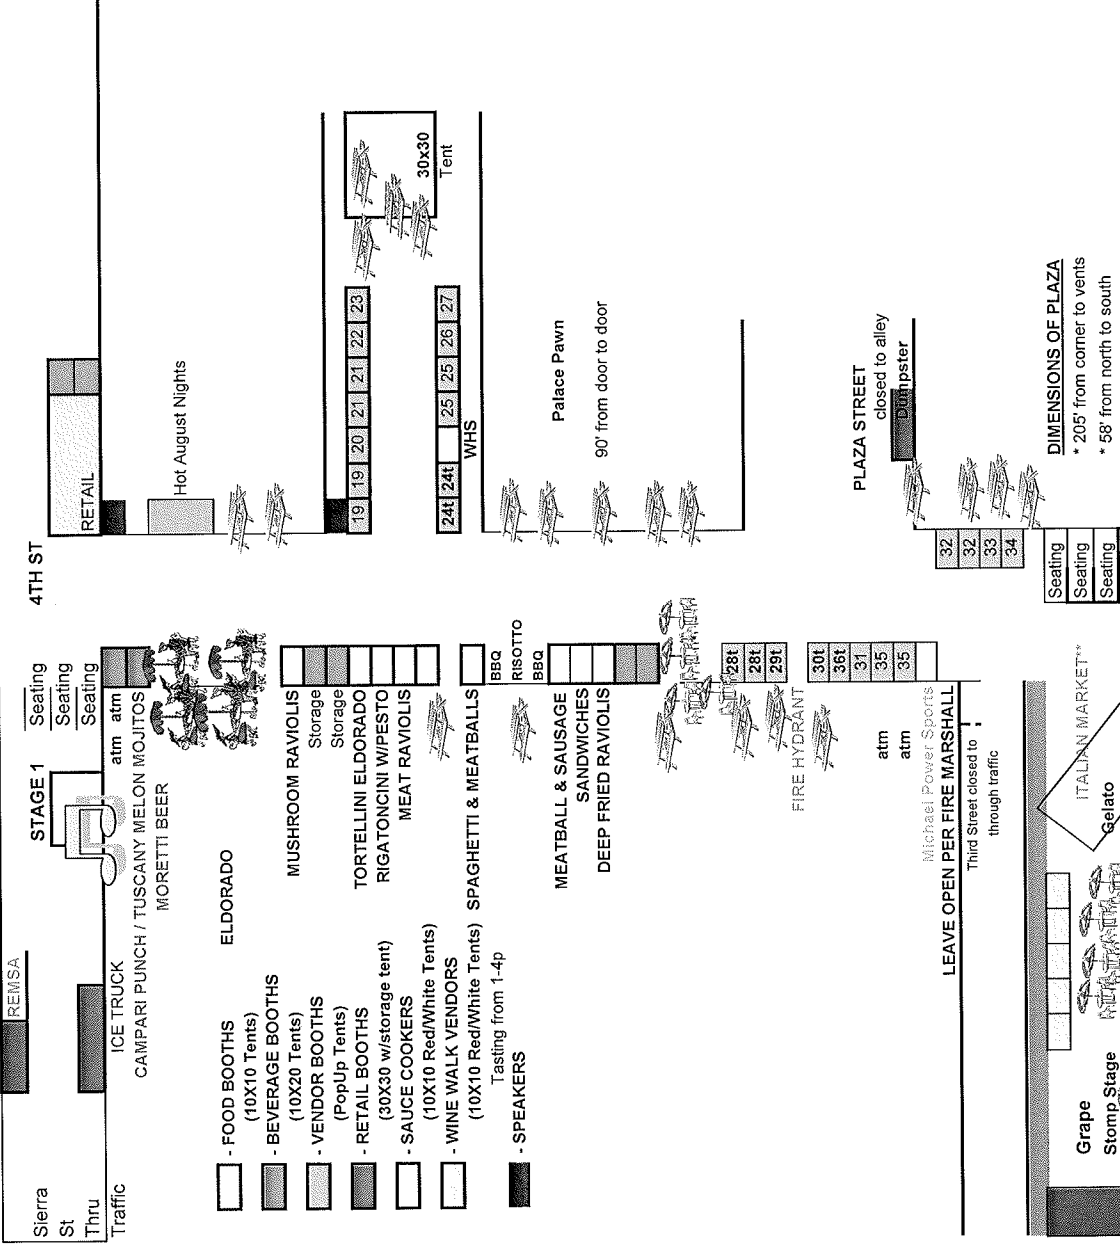 Sierra
St
Thru
Traffic
REMSA
ICE TRUCK
CAMPARI PUNCH / TUSCANY MELON MOJITOS
MORETTI BEER
STAGE 1
Seating
Seating
Seating
atm atm
atm
4TH ST
RETAIL
Hot August Nights
ELDORADO
- FOOD BOOTHS
(10X10 Tents)
- BEVERAGE BOOTHS
(10X20 Tents)
- VENDOR BOOTHS
(PopUp Tents)
- RETAIL BOOTHS
(30X30 w/storage tent)
- SAUCE COOKERS
(10X10 Red/White Tents)
- WINE WALK VENDORS
(10X10 Red/White Tents)
Tasting from 1-4p
- SPEAKERS
MUSHROOM RAVIOLIS
Storage
Storage
TORTELLINI ELDORADO
RIGATONCINI W/PESTO
MEAT RAVIOLIS
SPAGHETTI & MEATBALLS
BBQ
RISOTTO
BBQ
MEATBALL & SAUSAGE
SANDWICHES
DEEP FRIED RAVIOLIS
19 19 20 21 21 22 23
24t 24t 25 25 26 27
WHS
30x30
Tent
Palace Pawn
90' from door to door
28t
28t
29t
FIRE HYDRANT
30t
36t
31
35
35
atm
atm
Michael Power Sports
LEAVE OPEN PER FIRE MARSHALL
Third Street closed to
through traffic
PLAZA STREET
closed to alley
Dumpster
32
32
33
34
Seating
Seating
Seating
DIMENSIONS OF PLAZA
* 205' from corner to vents
* 58' from north to south
ITALIAN MARKET**
Gelato
Grape
Stomp Stage